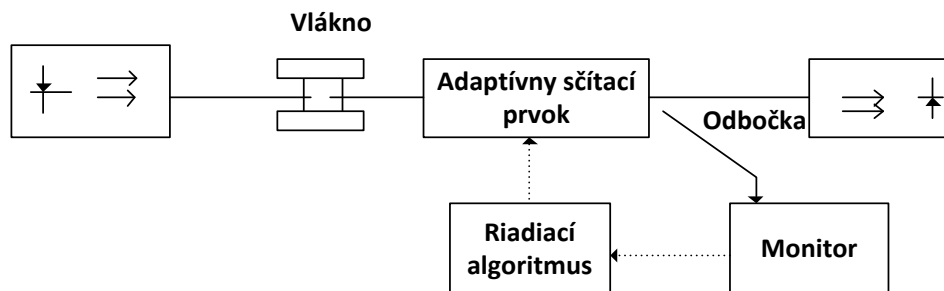 Vlákno
Adaptívny sčítací
prvok
Odbočka
Riadiací
algoritmus
Monitor